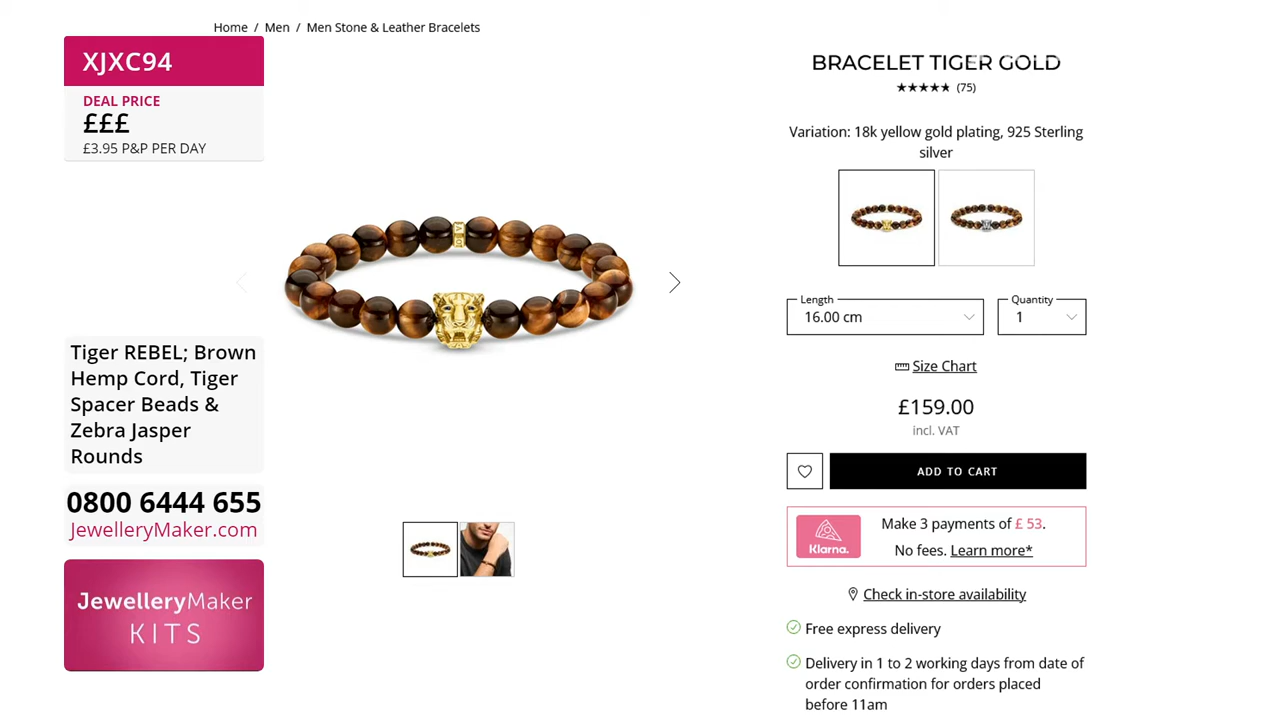 Home / Men / Men Stone & Leather Bracelets
XJXC94
DEAL PRICE
£££
£3.95 P&P PER DAY
Tiger REBEL; Brown
Hemp Cord, Tiger
Spacer Beads &
Zebra Jasper
Rounds
0800 6444 655
JewelleryMaker.com
JewelleryMaker
KITS
BRACELET TIGER GOLD
★★★★★ (75)
Variation: 18k yellow gold plating, 925 Sterling
silver
Length
16.00 cm
Quantity
1
Size Chart
£159.00
incl. VAT
ADD TO CART
Klarna.
Make 3 payments of £ 53.
No fees. Learn more*
Check in-store availability
Free express delivery
Delivery in 1 to 2 working days from date of
order confirmation for orders placed
before 11am